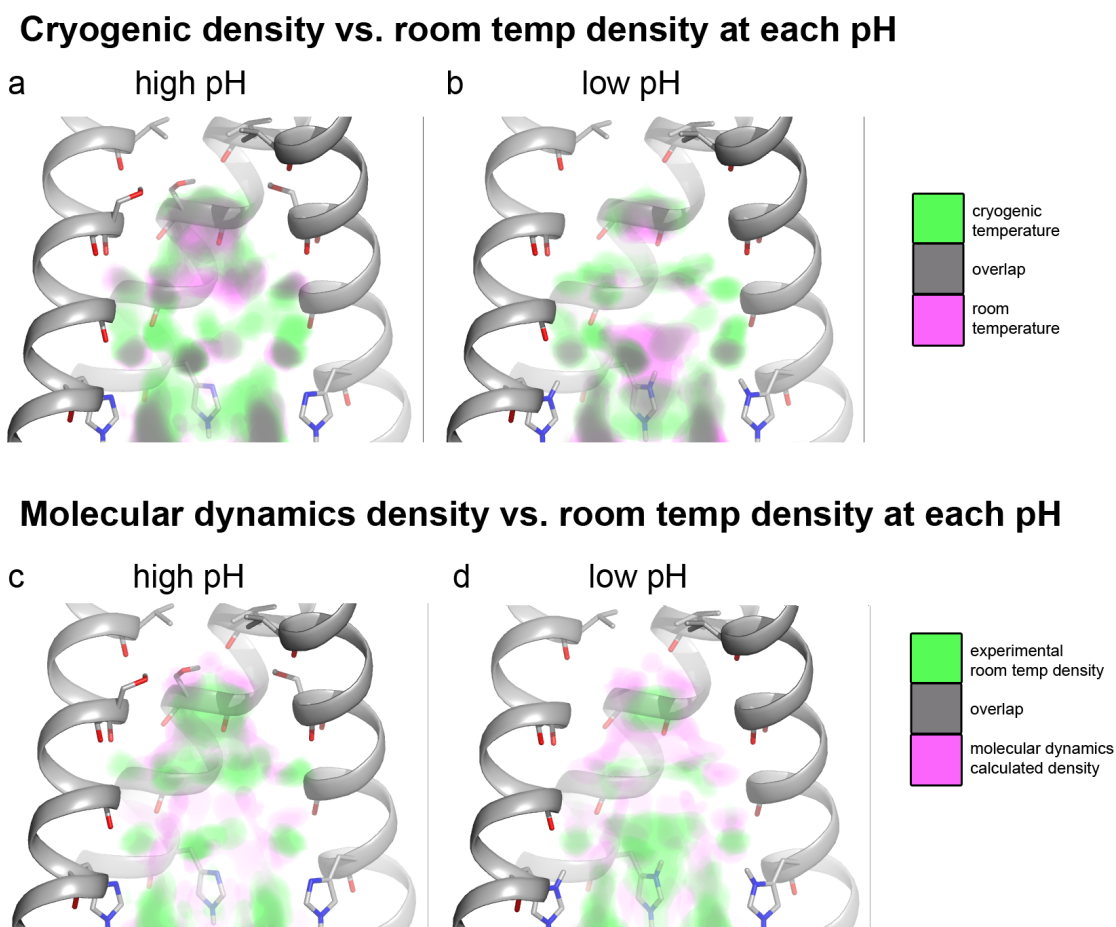 Cryogenic density vs. room temp density at each pH
a
high pH
b
low pH
cryogenic
temperature
overlap
room
temperature
Molecular dynamics density vs. room temp density at each pH
c
high pH
d
low pH
experimental
room temp density
overlap
molecular dynamics
calculated density